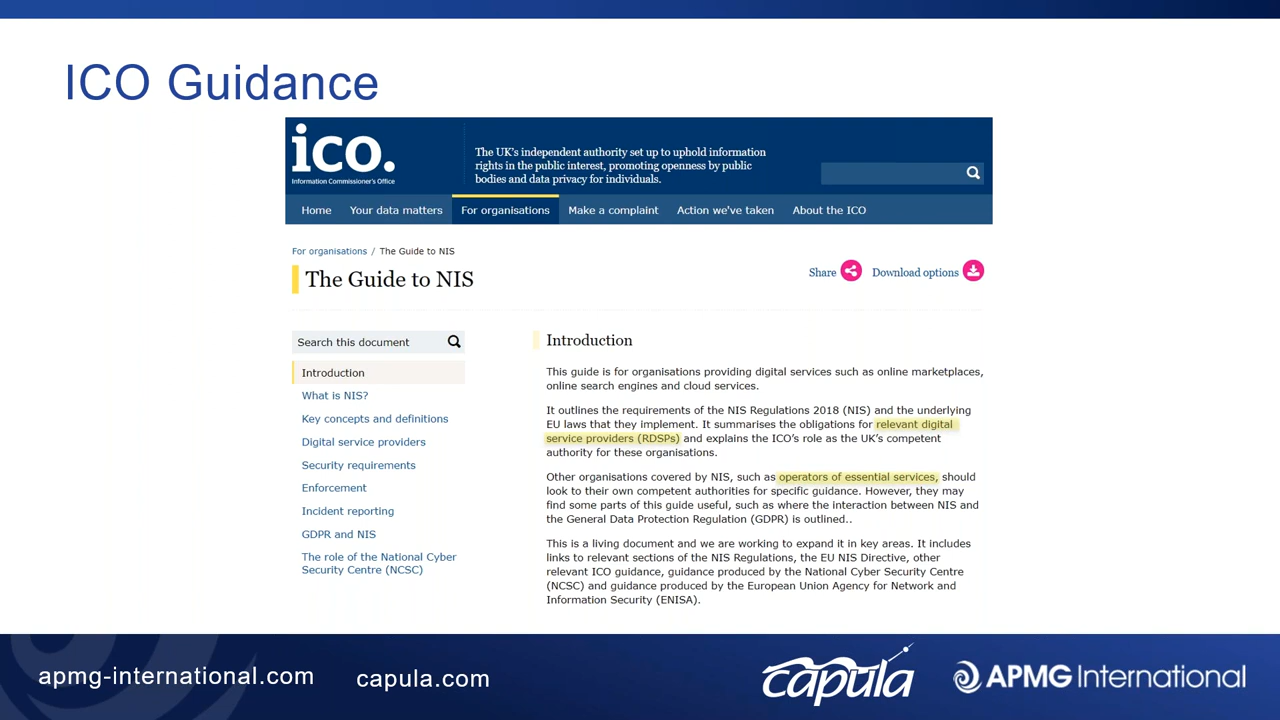 ICO Guidance
ico.
Information Commissioner's Office
The UK's independent authority set up to uphold information
rights in the public interest, promoting openness by public
bodies and data privacy for individuals.
Home Your data matters For organisations Make a complaint Action we've taken About the ICO
For organisations / The Guide to NIS
The Guide to NIS
Share Download options
Search this document
Introduction
What is NIS?
Key concepts and definitions
Digital service providers
Security requirements
Enforcement
Incident reporting
GDPR and NIS
The role of the National Cyber
Security Centre (NCSC)
Introduction
This guide is for organisations providing digital services such as online marketplaces,
online search engines and cloud services.
It outlines the requirements of the NIS Regulations 2018 (NIS) and the underlying
EU laws that they implement. It summarises the obligations for relevant digital
service providers (RDSPs) and explains the ICO's role as the UK's competent
authority for these organisations.
Other organisations covered by NIS, such as operators of essential services, should
look to their own competent authorities for specific guidance. However, they may
find some parts of this guide useful, such as where the interaction between NIS and
the General Data Protection Regulation (GDPR) is outlined..
This is a living document and we are working to expand it in key areas. It includes
links to relevant sections of the NIS Regulations, the EU NIS Directive, other
relevant ICO guidance, guidance produced by the National Cyber Security Centre
(NCSC) and guidance produced by the European Union Agency for Network and
Information Security (ENISA).
apmg-international.com
capula.com
capula
APMG International